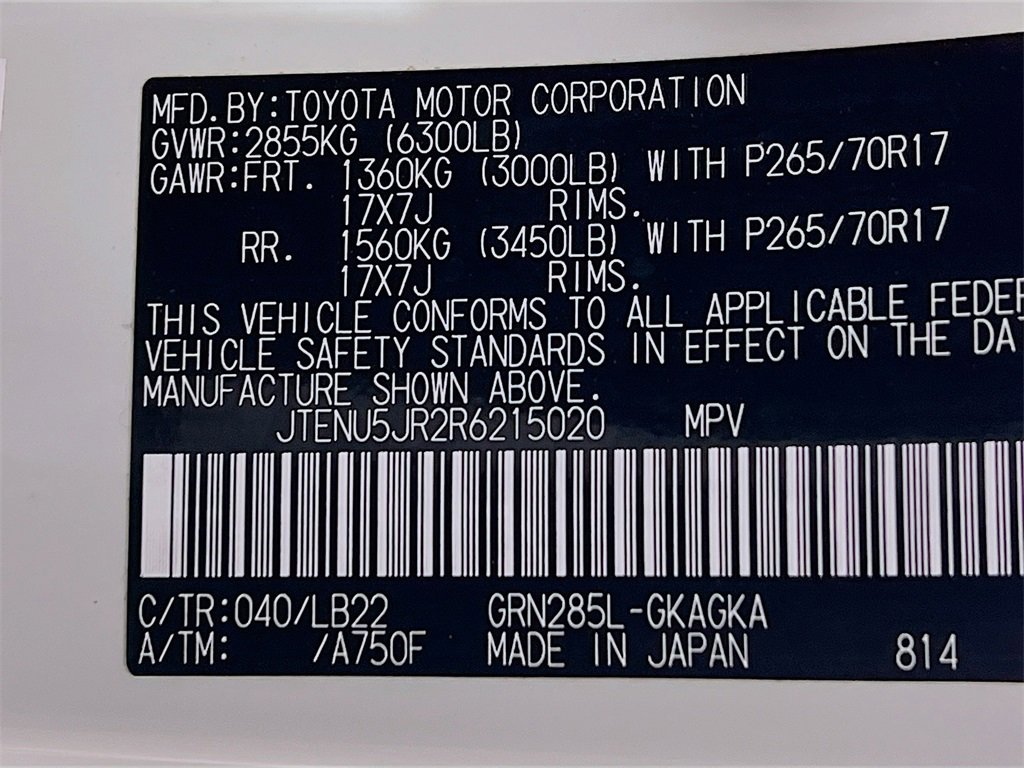 MFD.BY:TOYOTA MOTOR CORPORATION
GVWR:2855KG (6300LB)
GAWR:FRT. 1360KG (3000LB) WITH P265/70R17
17X7J RIMS.
RR. 1560KG (3450LB) WITH P265/70R17
17X7J RIMS.
THIS VEHICLE CONFORMS TO ALL APPLICABLE FEDER
VEHICLE SAFETY STANDARDS IN EFFECT ON THE DA
MANUFACTURE SHOWN ABOVE.
JTENU5JR2R6215020 MPV
C/TR:040/LB22 GRN285L-GKAGKA
A/TM: /A750F MADE IN JAPAN 814